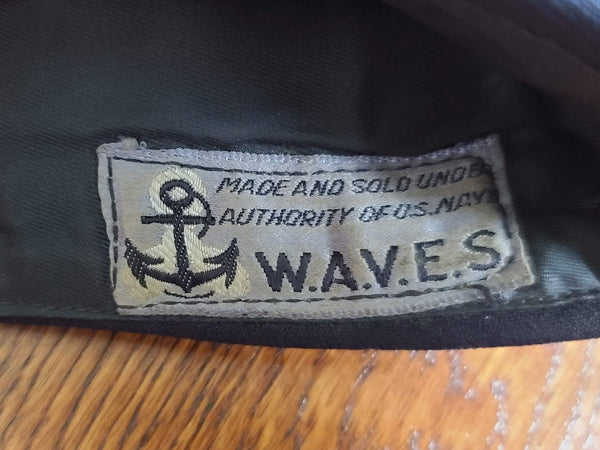 MADE AND SOLD UNDER
AUTHORITY OF U.S. NAVY
W.A.V.E.S.